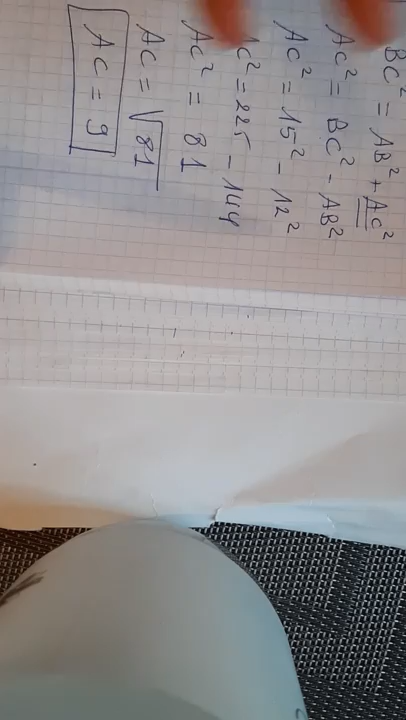 BC² = AB² + AC²
AC² = BC² - AB²
AC² = 15² - 12²
AC² = 225 - 144
AC² = 81
AC = √81
AC = 9